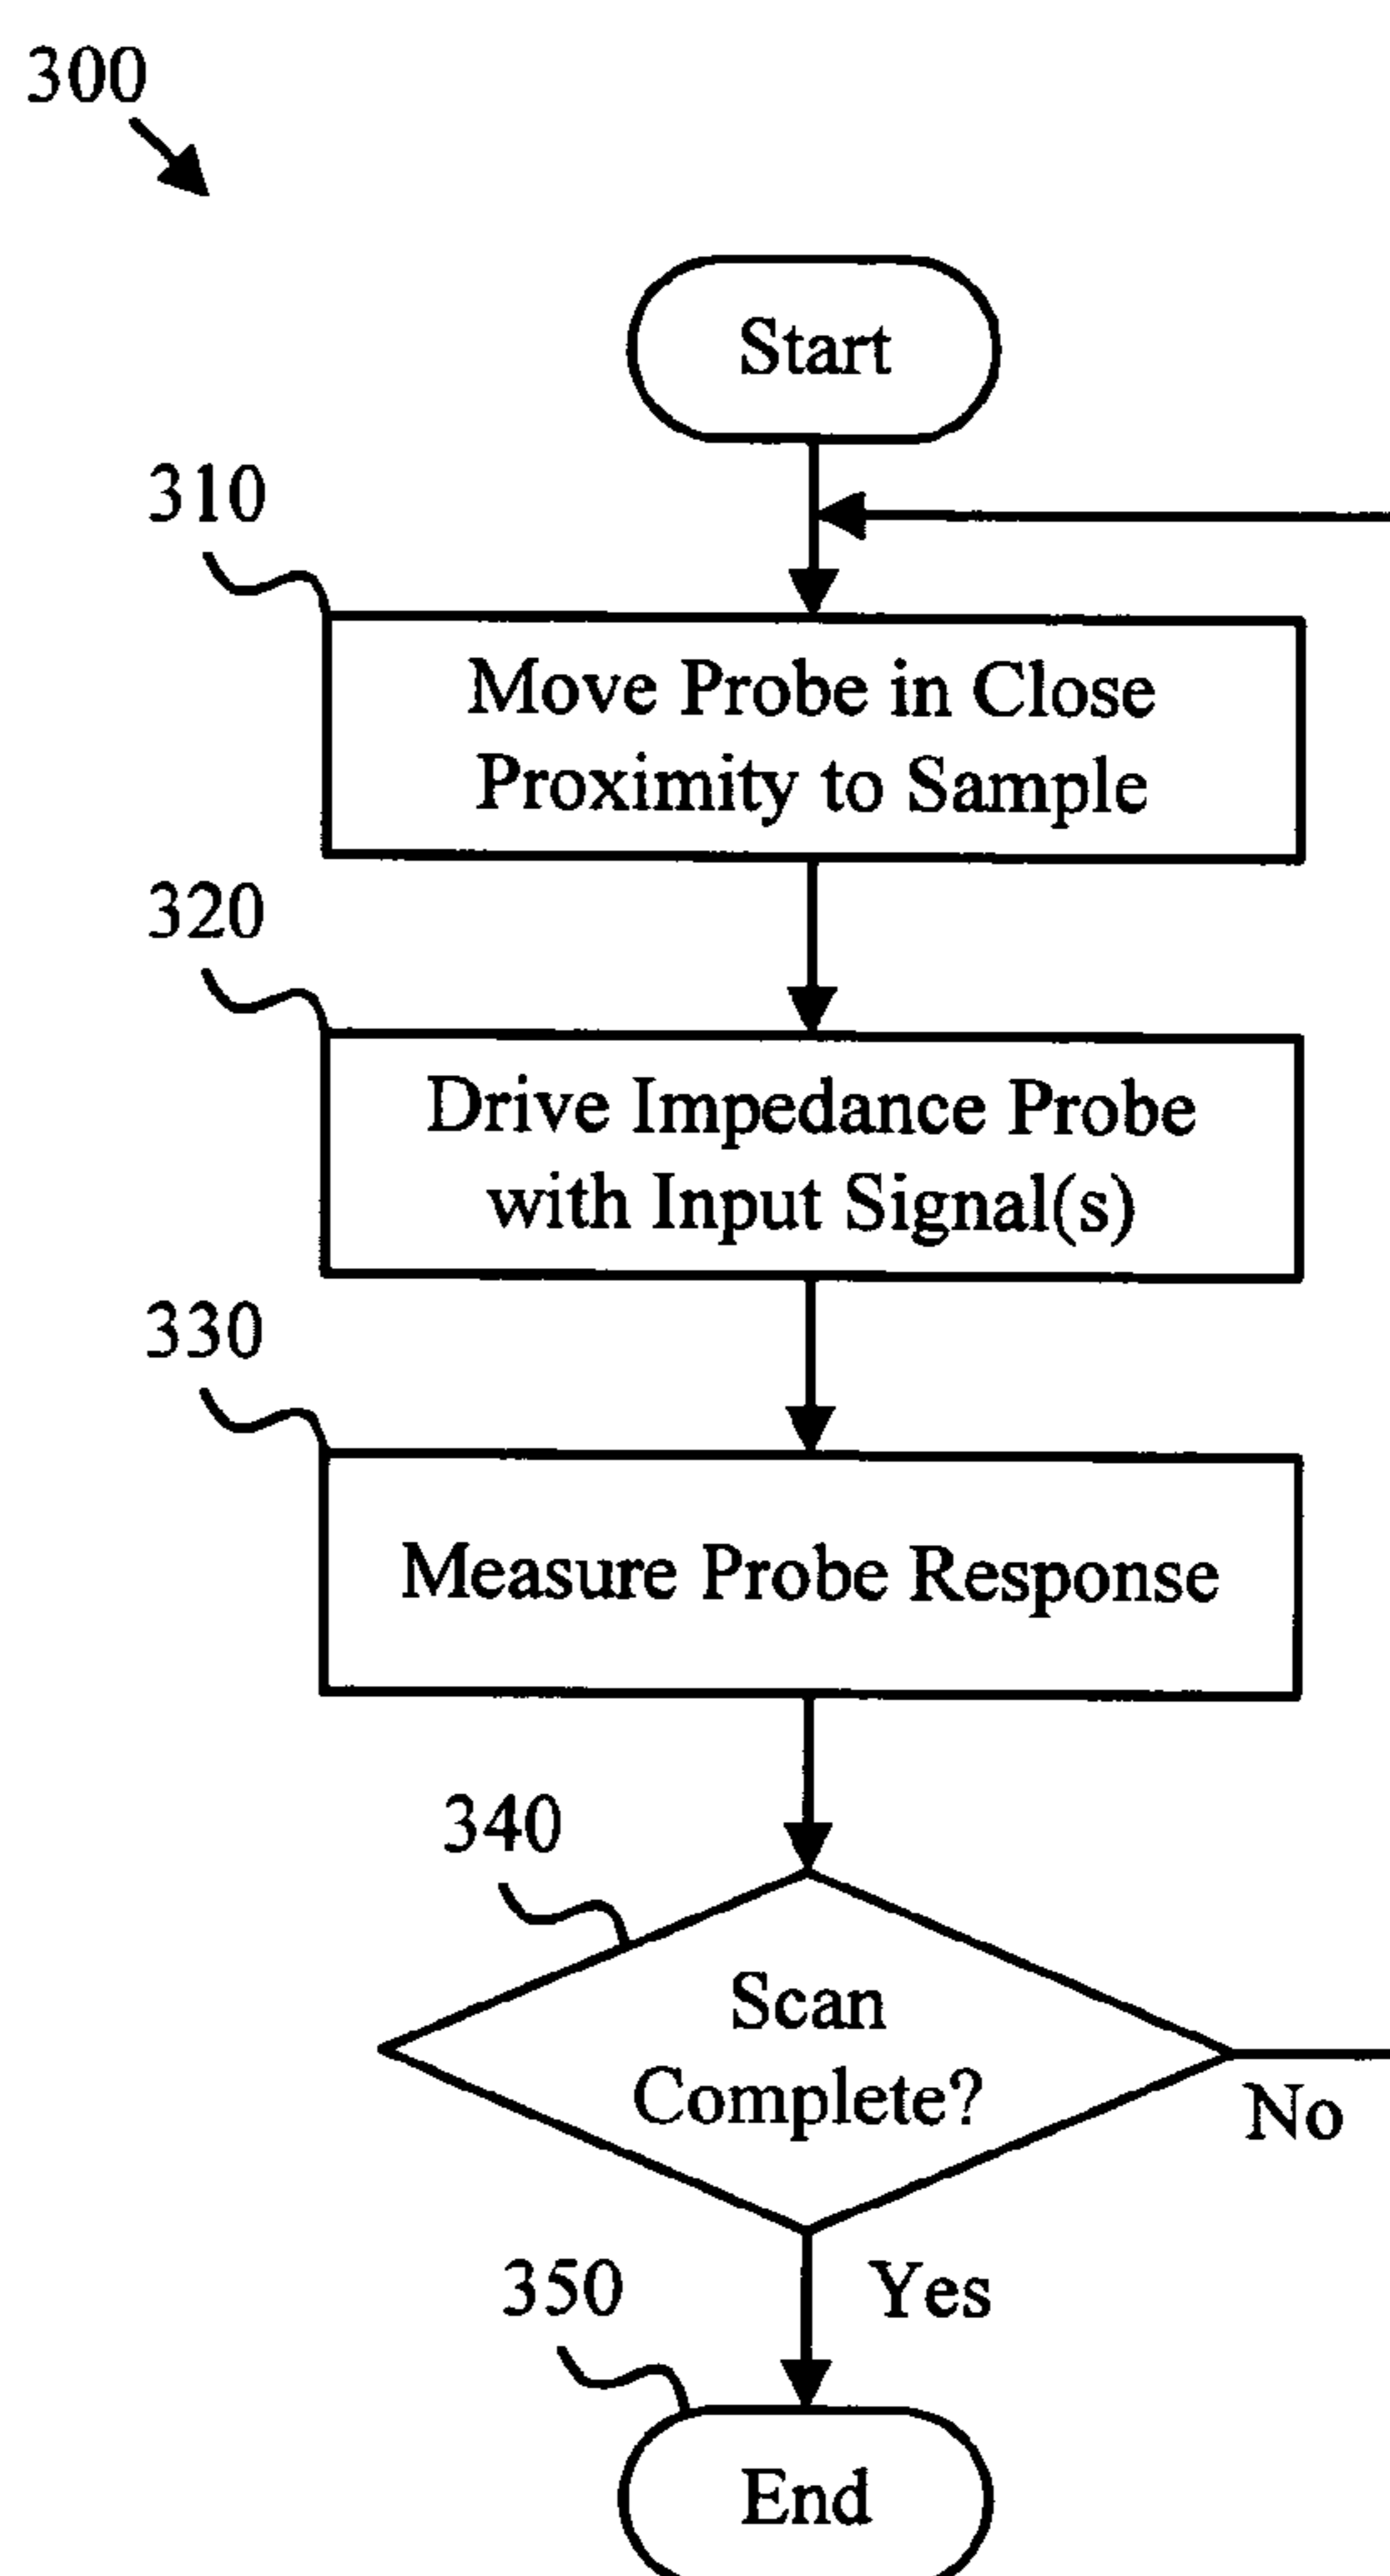 300
Start
310
Move Probe in Close
Proximity to Sample
320
Drive Impedance Probe
with Input Signal(s)
330
Measure Probe Response
340
Scan
Complete?
No
350
Yes
End